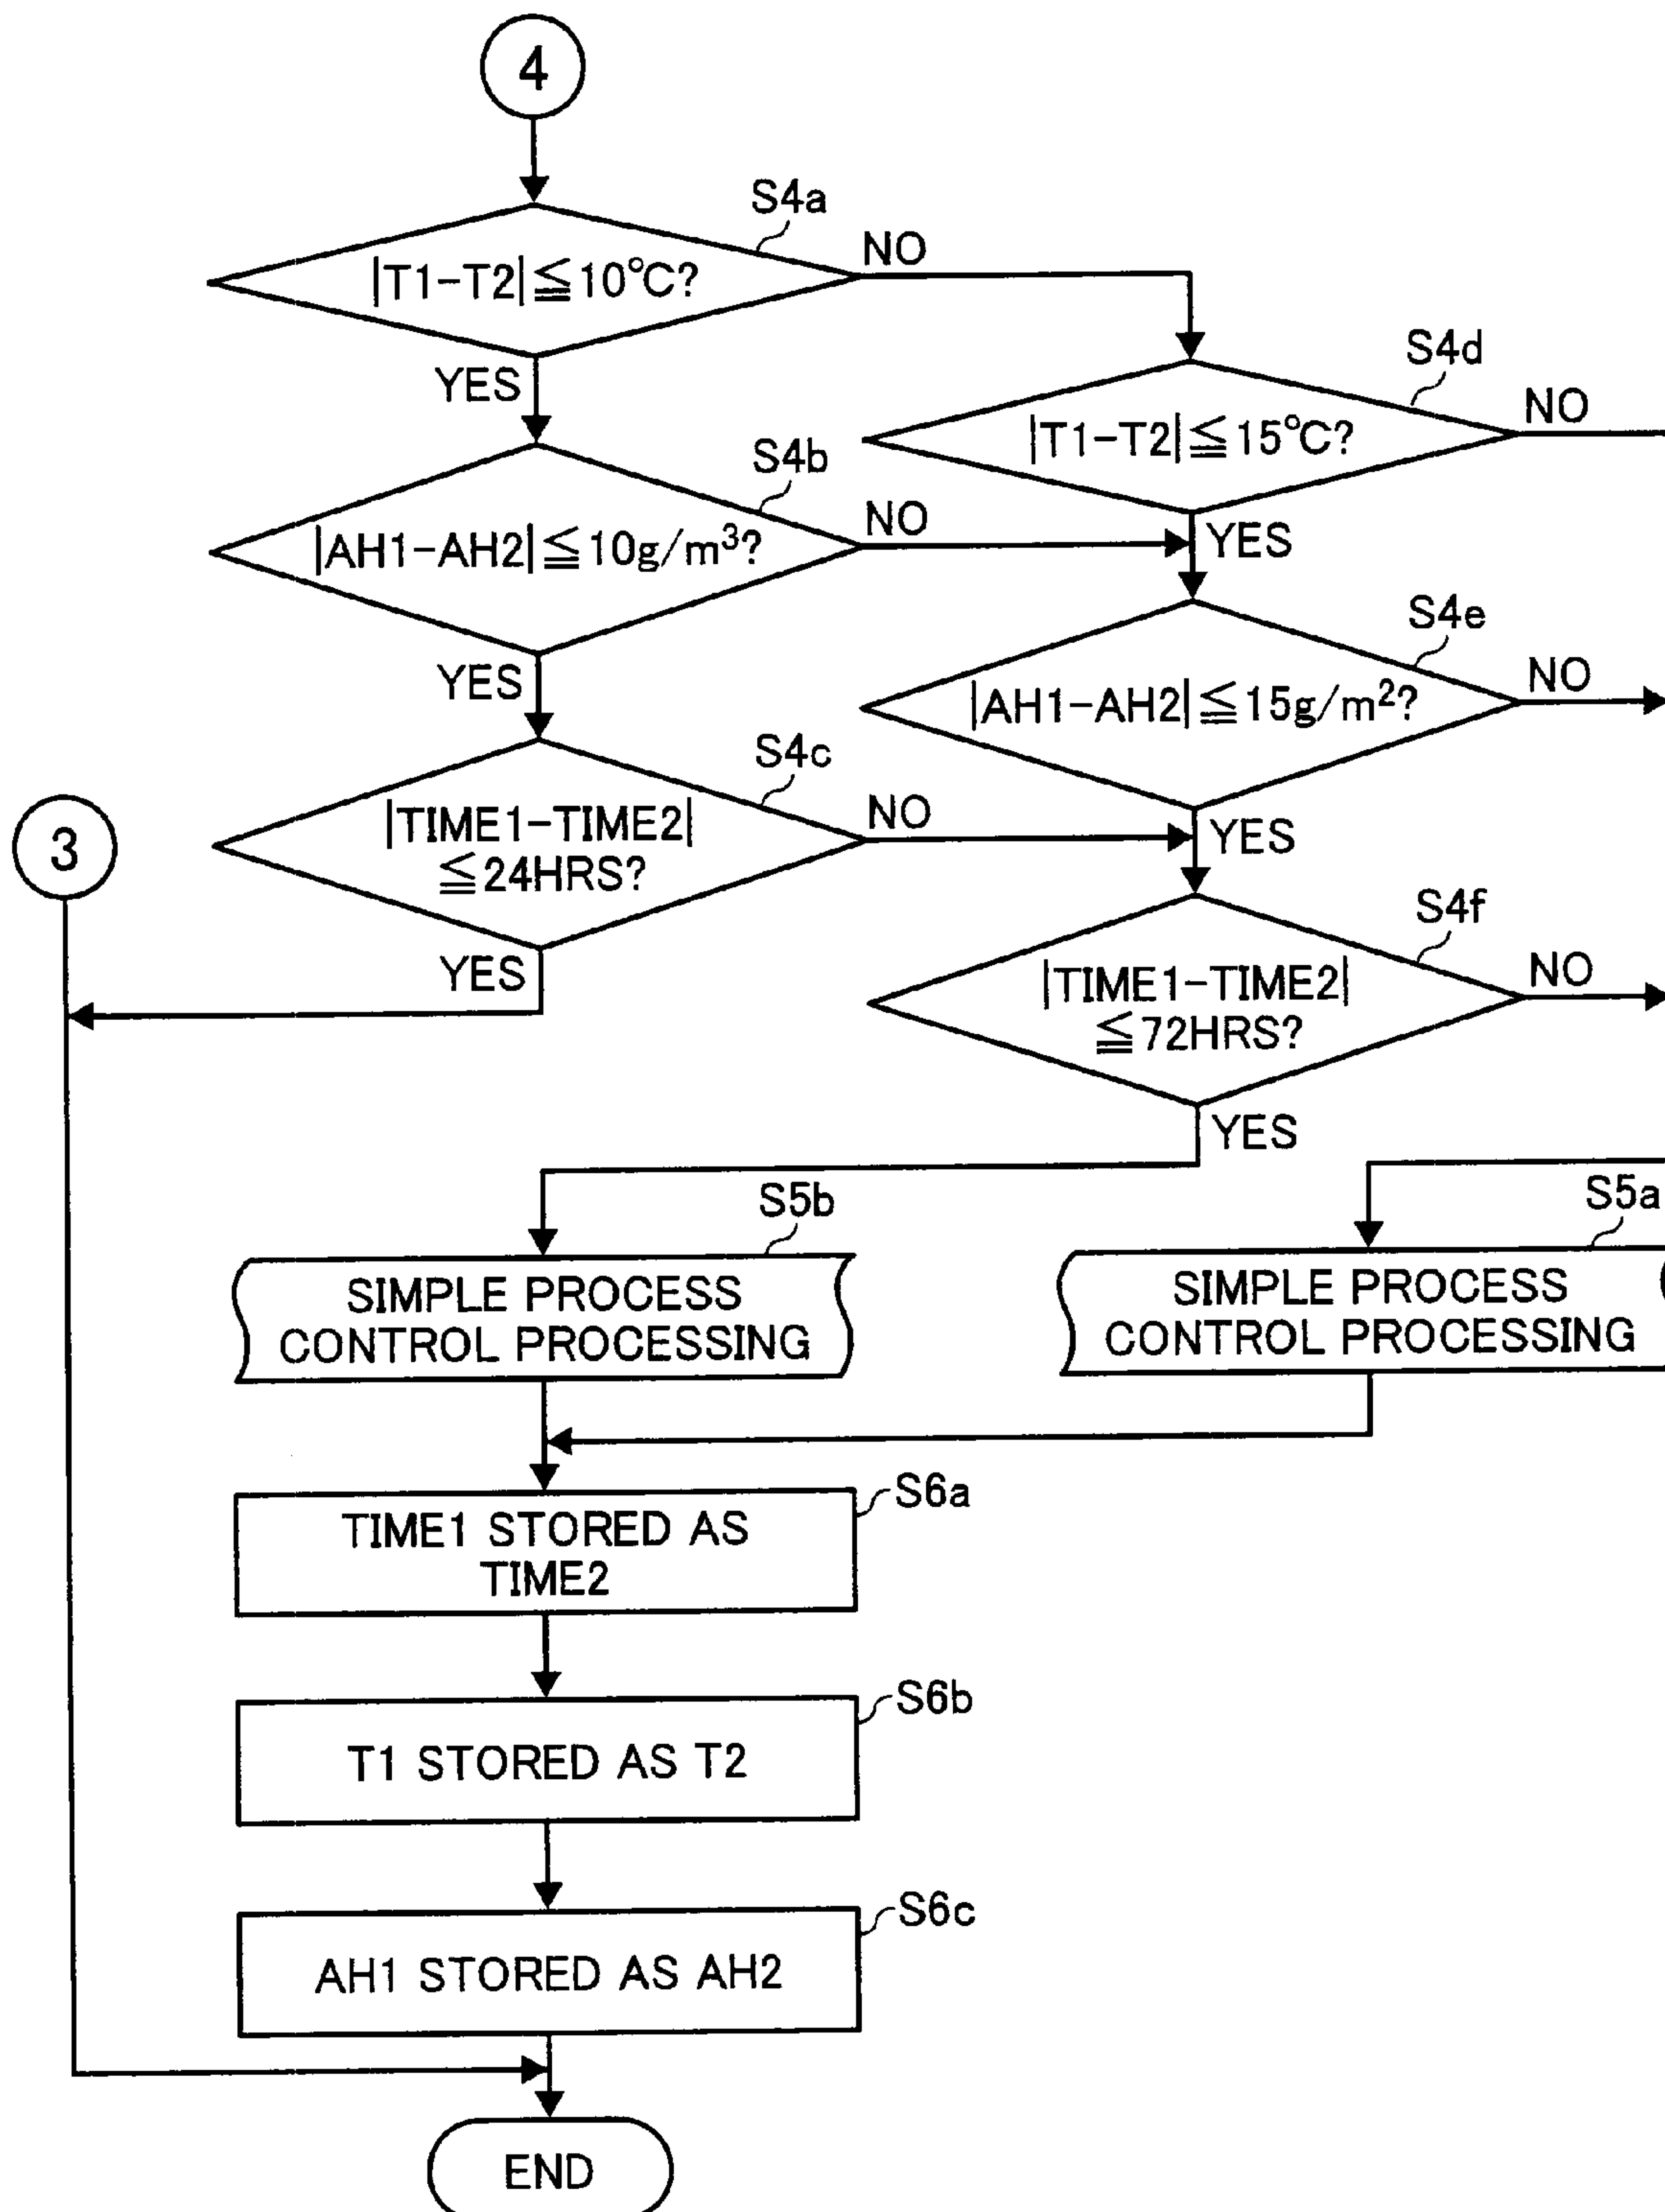 4
S4a
|T1-T2|≦10℃?
NO
YES
S4d
|T1-T2|≦15℃?
NO
YES
S4b
|AH1-AH2|≦10g/m³?
NO
YES
S4e
|AH1-AH2|≦15g/m²?
NO
YES
S4c
|TIME1-TIME2|
≦24HRS?
NO
YES
3
S4f
|TIME1-TIME2|
≦72HRS?
NO
YES
S5b
SIMPLE PROCESS
CONTROL PROCESSING
S5a
SIMPLE PROCESS
CONTROL PROCESSING
S6a
TIME1 STORED AS
TIME2
S6b
T1 STORED AS T2
S6c
AH1 STORED AS AH2
END